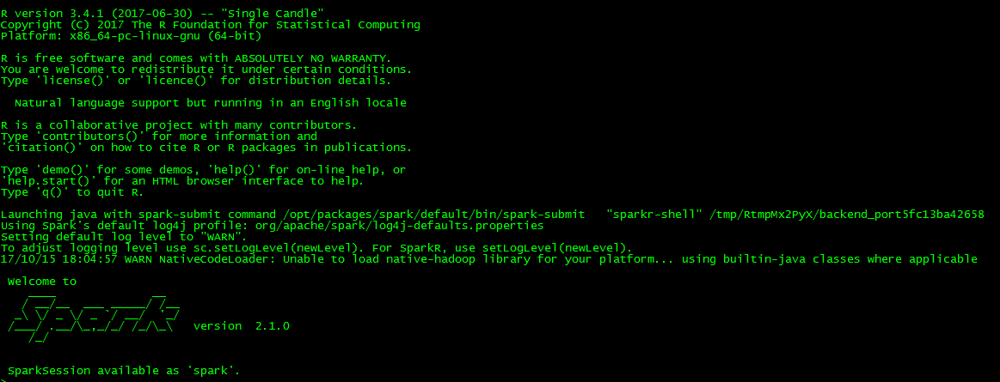 R version 3.4.1 (2017-06-30) -- "Single Candle"
Copyright (C) 2017 The R Foundation for Statistical Computing
Platform: x86_64-pc-linux-gnu (64-bit)
R is free software and comes with ABSOLUTELY NO WARRANTY.
You are welcome to redistribute it under certain conditions.
Type 'license()' or 'licence()' for distribution details.
  Natural language support but running in an English locale
R is a collaborative project with many contributors.
Type 'contributors()' for more information and
'citation()' on how to cite R or R packages in publications.
Type 'demo()' for some demos, 'help()' for on-line help, or
'help.start()' for an HTML browser interface to help.
Type 'q()' to quit R.
Launching java with spark-submit command /opt/packages/spark/default/bin/spark-submit   "sparkr-shell" /tmp/RtmpMx2PyX/backend_port5fc13ba42658
Using Spark's default log4j profile: org/apache/spark/log4j-defaults.properties
Setting default log level to "WARN".
To adjust logging level use sc.setLogLevel(newLevel). For SparkR, use setLogLevel(newLevel).
17/10/15 18:04:57 WARN NativeCodeLoader: Unable to load native-hadoop library for your platform... using builtin-java classes where applicable
 Welcome to
    ____              __
   / __/__  ___ _____/ /__
  _\ \/ _ \/ _ `/ __/  '_/
 /___/ .__/\_,_/_/ /_/\_\   version  2.1.0
    /_/
 SparkSession available as 'spark'.
>